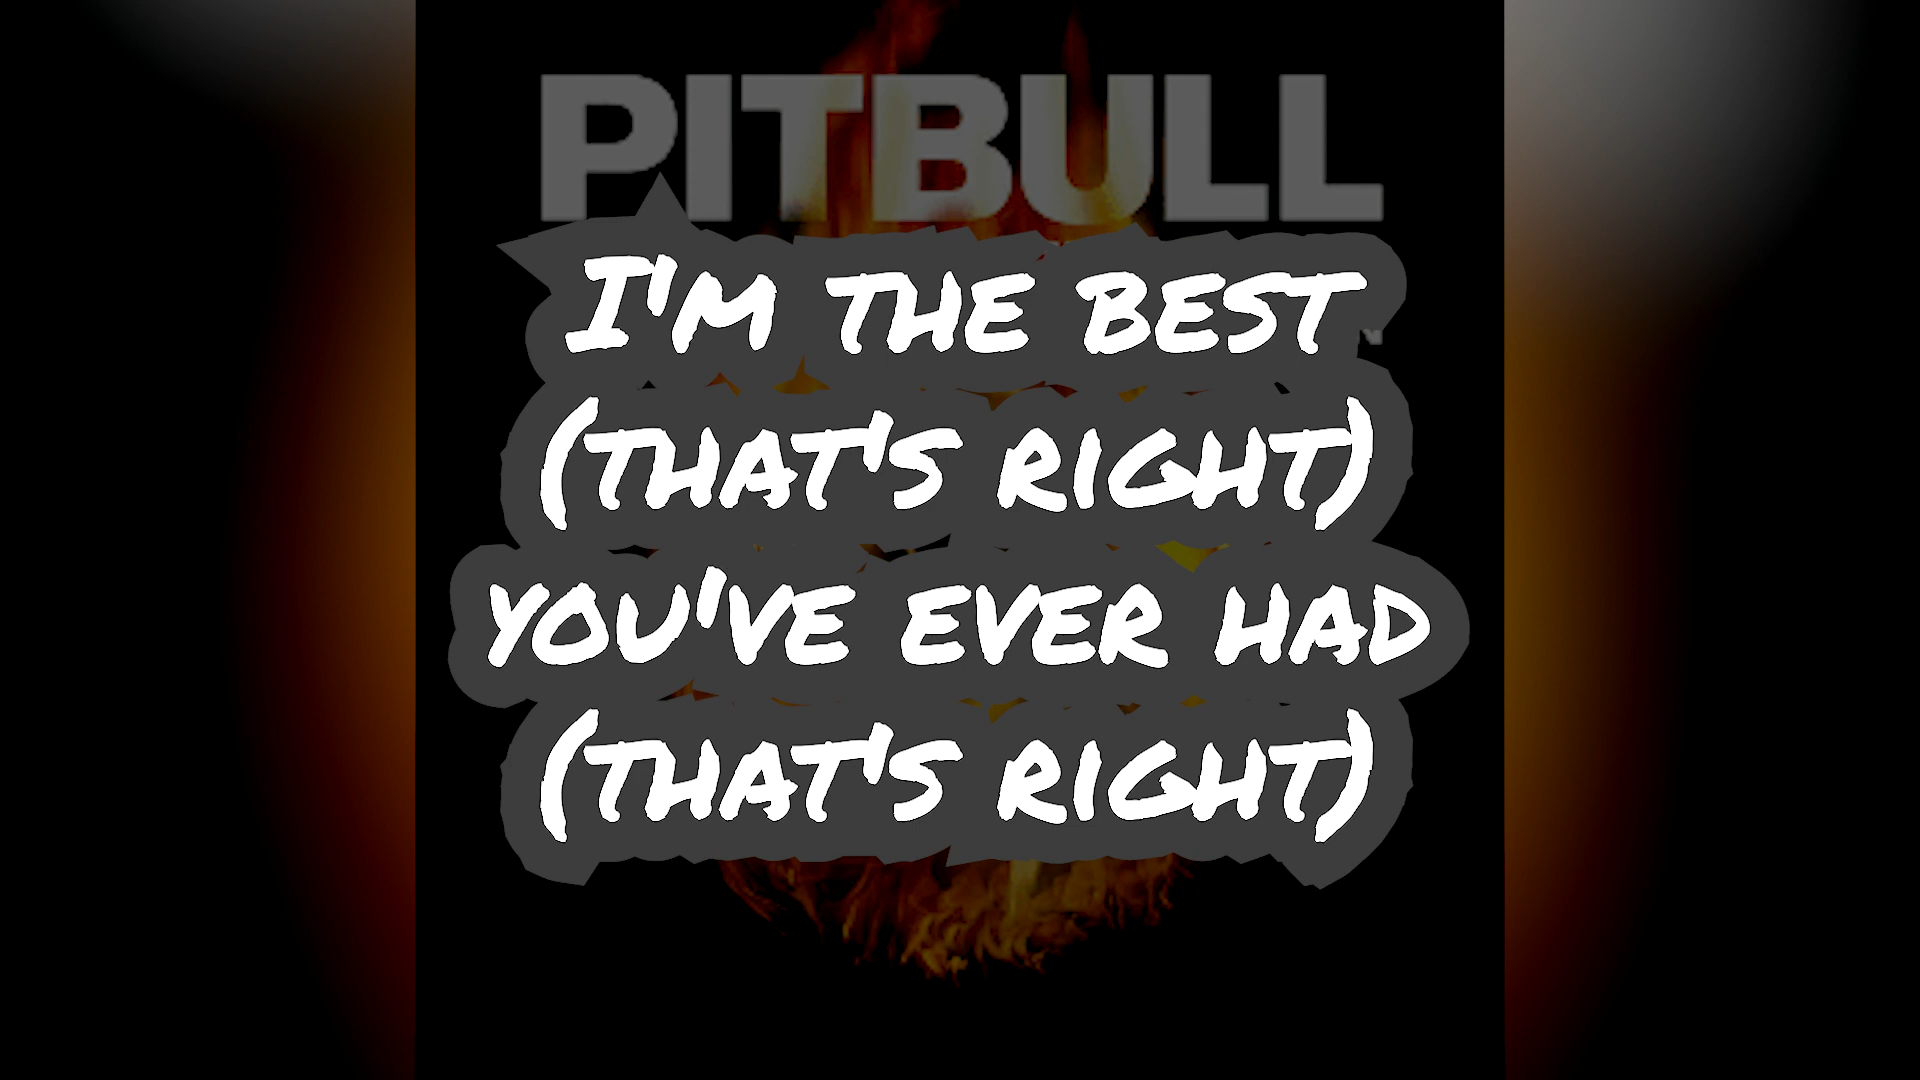 PITBULL
I'M THE BEST
(THAT'S RIGHT)
YOU'VE EVER HAD
(THAT'S RIGHT)